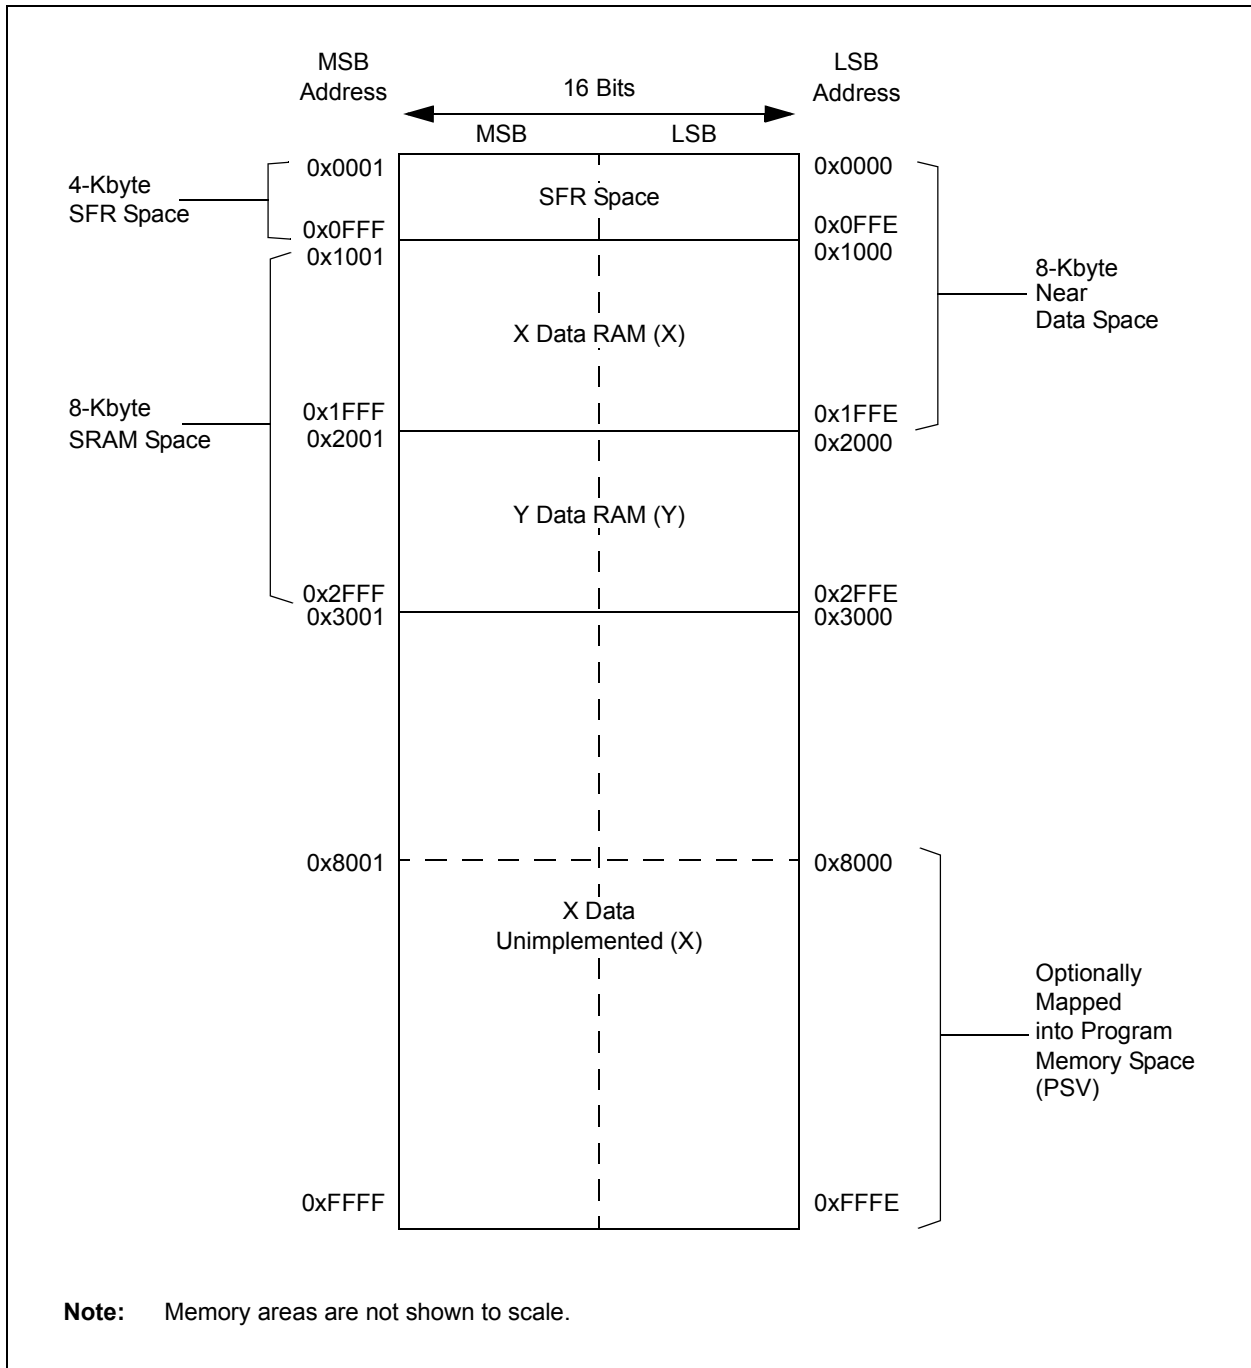 MSB
Address
LSB
Address
16 Bits
MSB
LSB
0x0001
0x0000
4-Kbyte
SFR Space
SFR Space
0x0FFF
0x0FFE
0x1001
0x1000
8-Kbyte
Near
Data Space
X Data RAM (X)
8-Kbyte
SRAM Space
0x1FFF
0x1FFE
0x2001
0x2000
Y Data RAM (Y)
0x2FFF
0x2FFE
0x3001
0x3000
0x8001
0x8000
X Data
Unimplemented (X)
Optionally
Mapped
into Program
Memory Space
(PSV)
0xFFFF
0xFFFE
Note: Memory areas are not shown to scale.